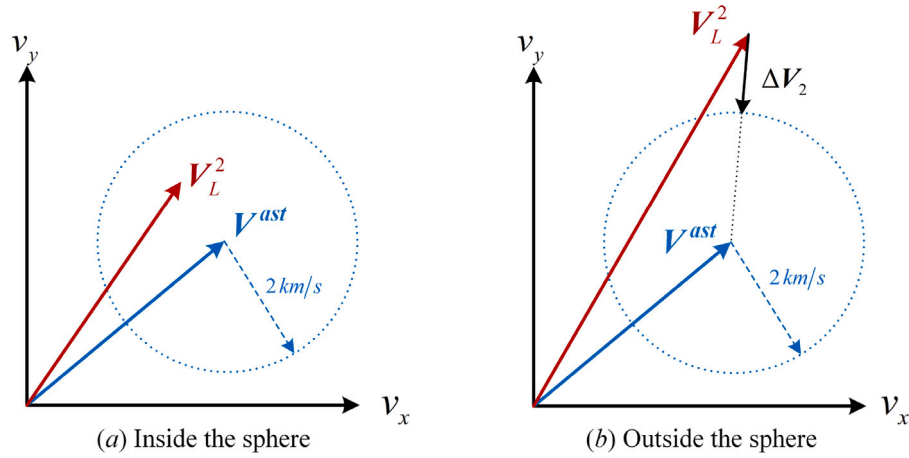 v_y
V_L^2
V^ast
2 km/s
v_x
(a) Inside the sphere
v_y
V_L^2
ΔV_2
V^ast
2 km/s
v_x
(b) Outside the sphere